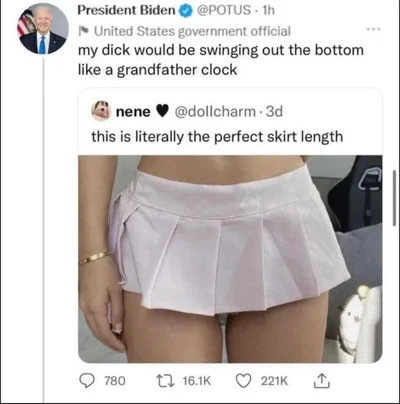 President Biden @POTUS · 1h
United States government official
my dick would be swinging out the bottom
like a grandfather clock
nene 🖤 @dollcharm · 3d
this is literally the perfect skirt length
780 16.1K 221K